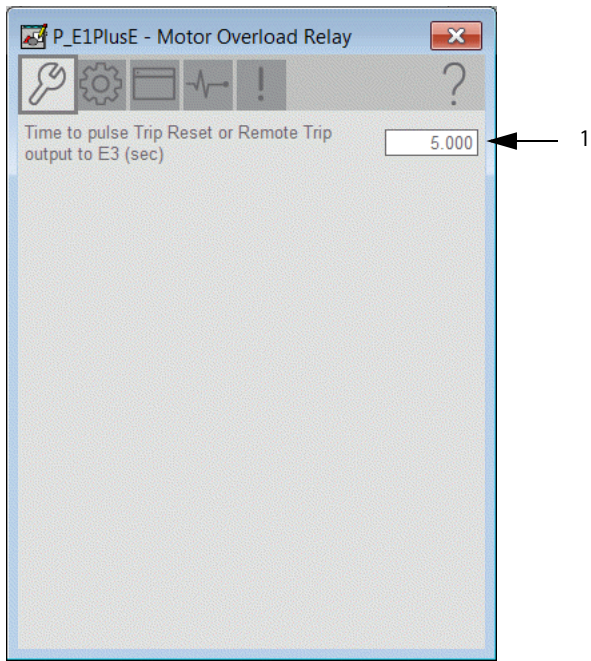 P_E1PlusE - Motor Overload Relay
?
Time to pulse Trip Reset or Remote Trip
output to E3 (sec)
5.000
1